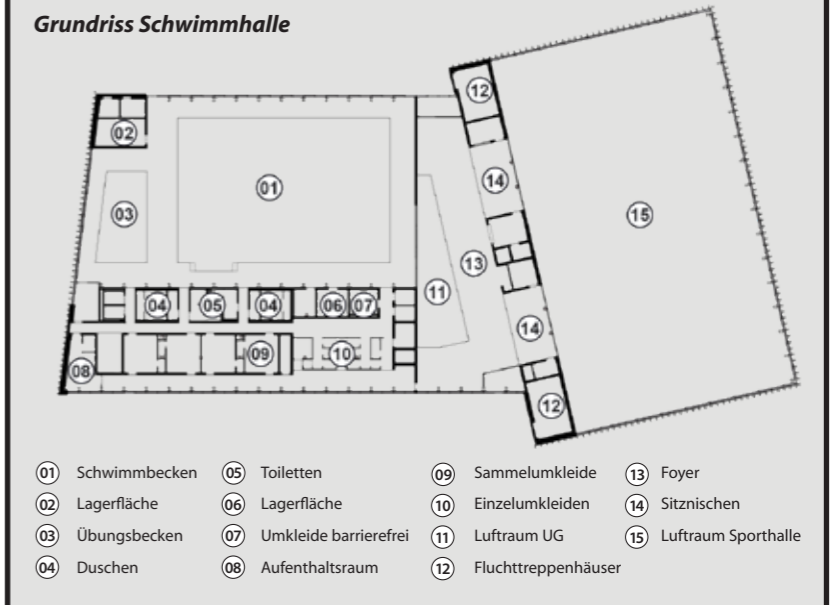 Grundriss Schwimmhalle
12
02
14
01
03
15
13
11
04
05
04
06
07
14
09
10
08
12
01 Schwimmbecken
02 Lagerfläche
03 Übungsbecken
04 Duschen
05 Toiletten
06 Lagerfläche
07 Umkleide barrierefrei
08 Aufenthaltsraum
09 Sammelumkleide
10 Einzelumkleiden
11 Luftraum UG
12 Fluchttreppenhäuser
13 Foyer
14 Sitznischen
15 Luftraum Sporthalle